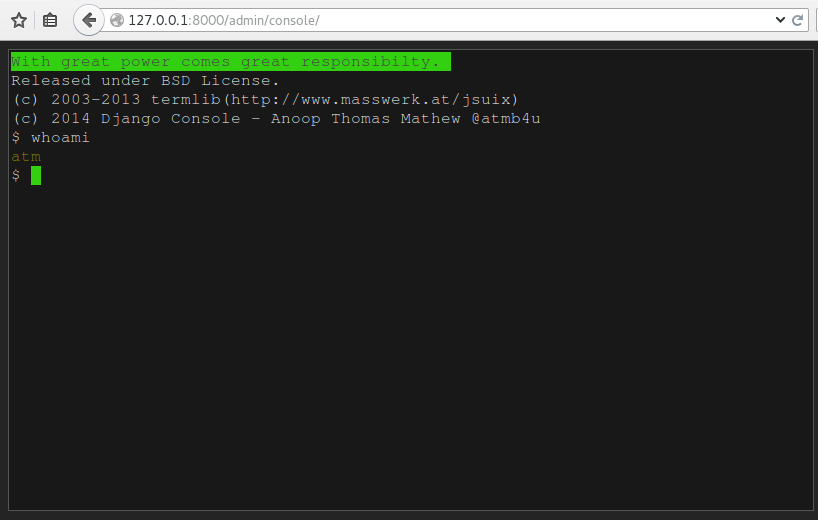 127.0.0.1:8000/admin/console/
With great power comes great responsibilty.
Released under BSD License.
(c) 2003-2013 termlib(http://www.masswerk.at/jsuix)
(c) 2014 Django Console - Anoop Thomas Mathew @atmb4u
$ whoami
atm
$